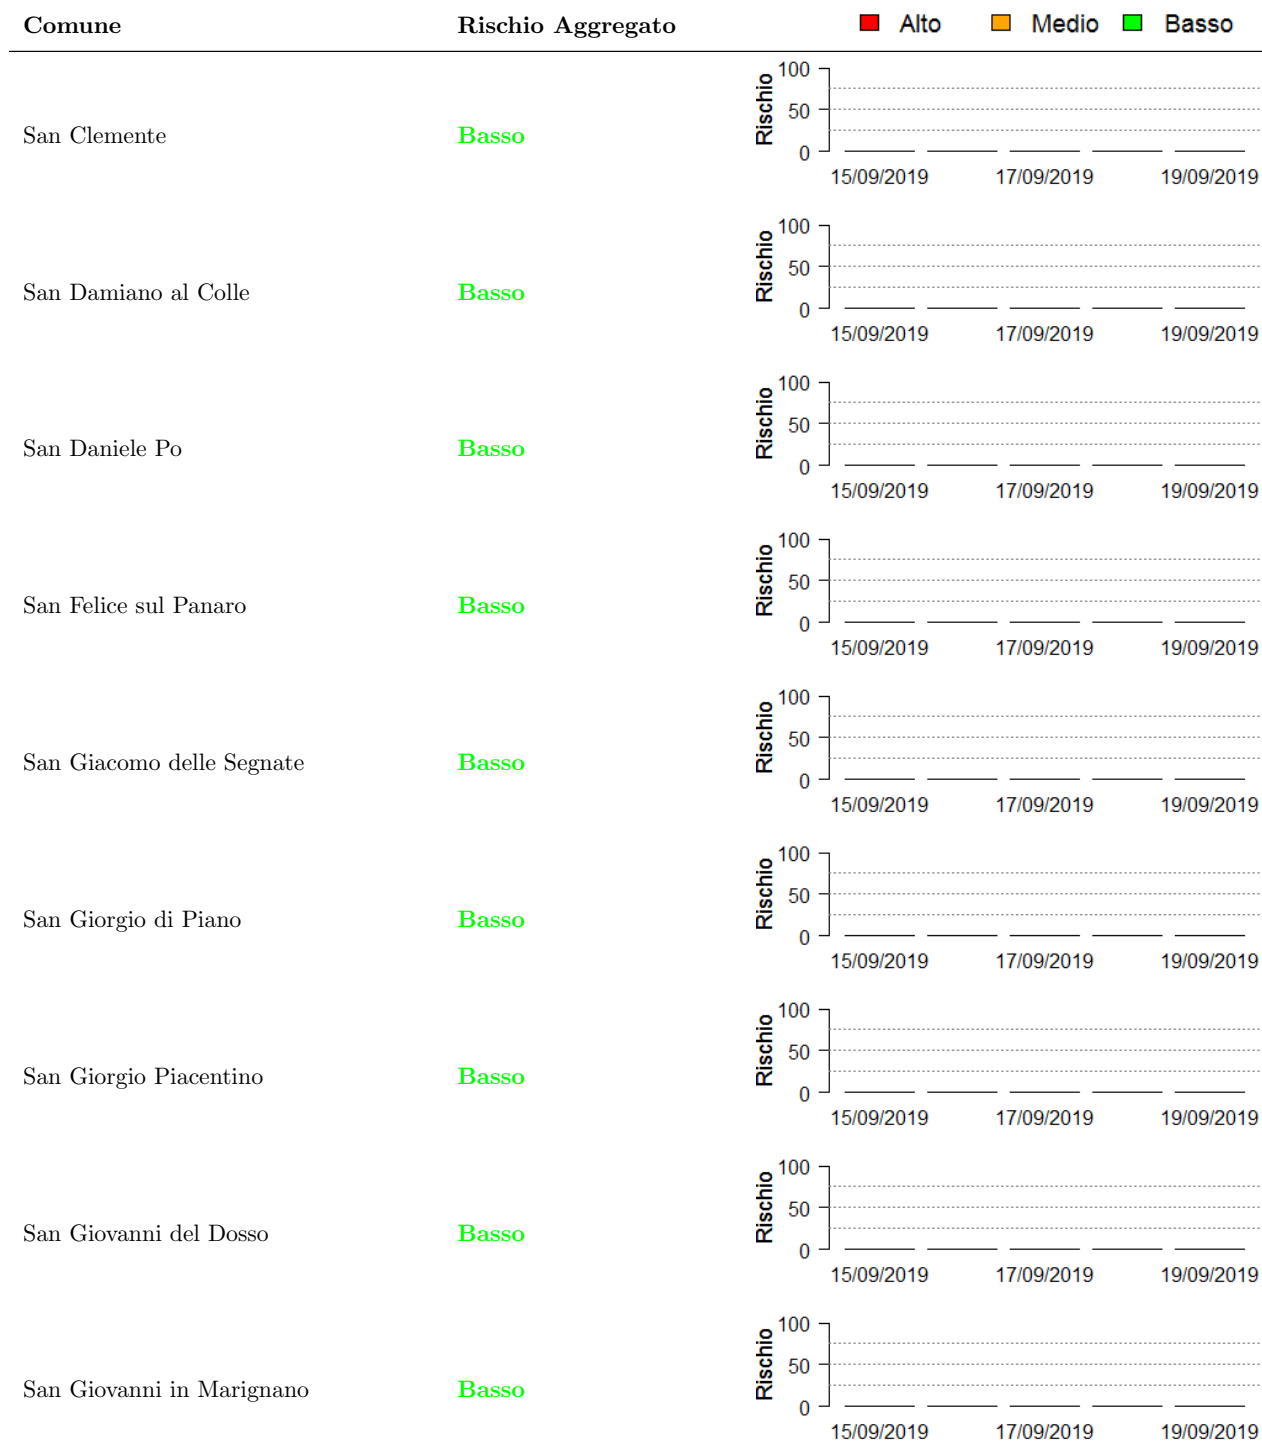 Comune Rischio Aggregato Alto Medio Basso
100
50
0
Rischio
San Clemente Basso
15/09/2019 17/09/2019 19/09/2019
100
50
0
Rischio
San Damiano al Colle Basso
15/09/2019 17/09/2019 19/09/2019
100
50
0
Rischio
San Daniele Po Basso
15/09/2019 17/09/2019 19/09/2019
100
50
0
Rischio
San Felice sul Panaro Basso
15/09/2019 17/09/2019 19/09/2019
100
50
0
Rischio
San Giacomo delle Segnate Basso
15/09/2019 17/09/2019 19/09/2019
100
50
0
Rischio
San Giorgio di Piano Basso
15/09/2019 17/09/2019 19/09/2019
100
50
0
Rischio
San Giorgio Piacentino Basso
15/09/2019 17/09/2019 19/09/2019
100
50
0
Rischio
San Giovanni del Dosso Basso
15/09/2019 17/09/2019 19/09/2019
100
50
0
Rischio
San Giovanni in Marignano Basso
15/09/2019 17/09/2019 19/09/2019